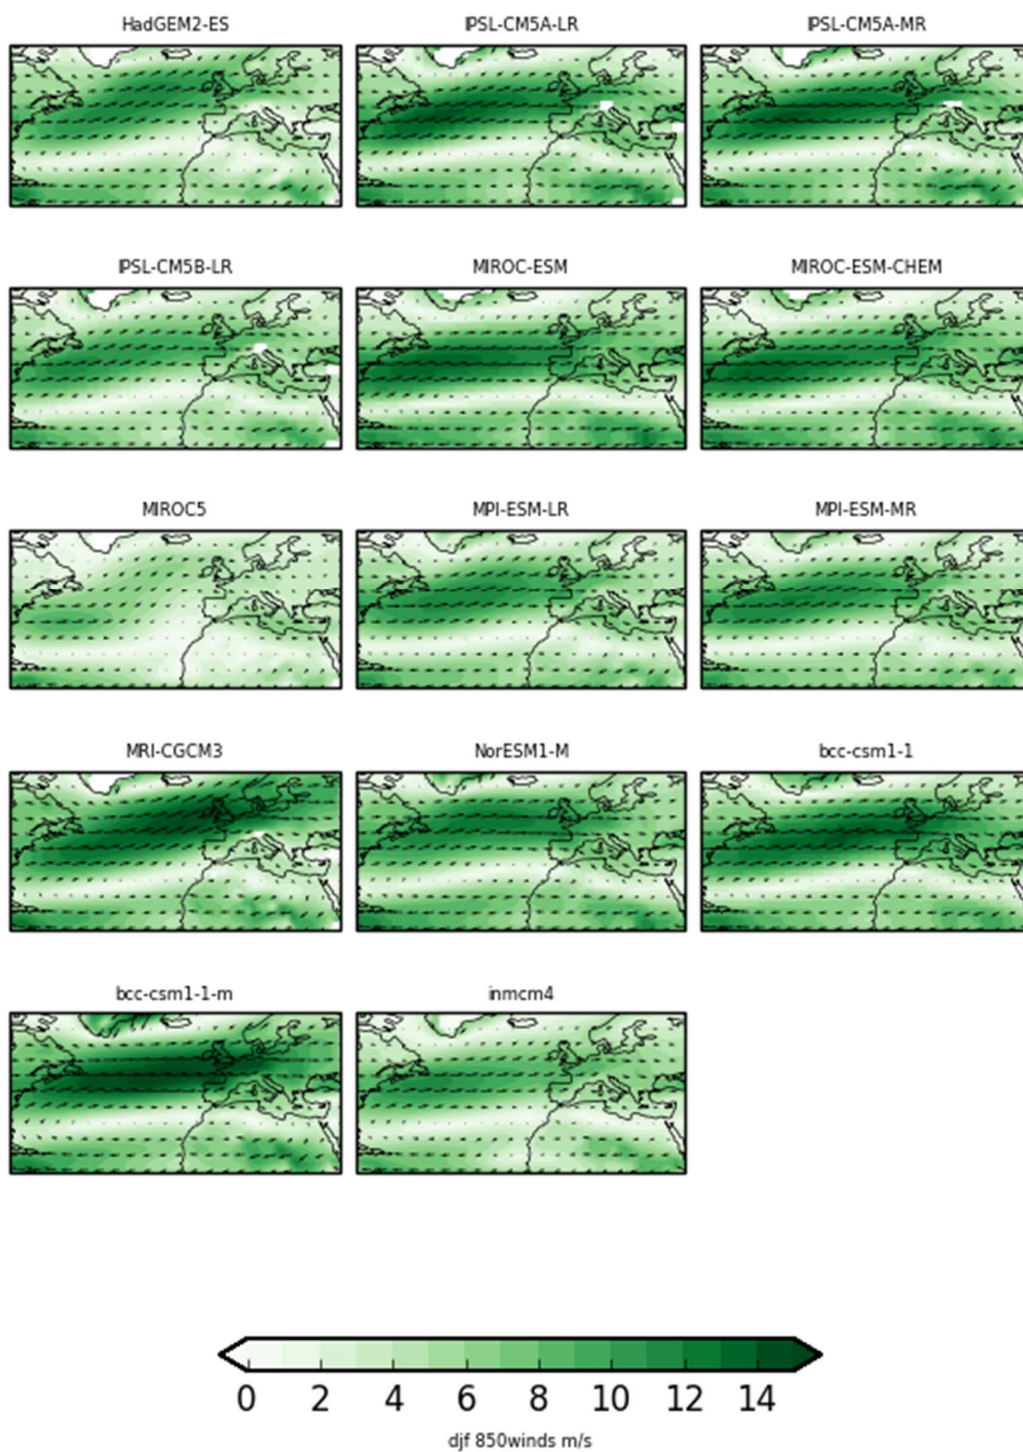 HadGEM2-ES IPSL-CM5A-LR IPSL-CM5A-MR
IPSL-CM5B-LR MIROC-ESM MIROC-ESM-CHEM
MIROC5 MPI-ESM-LR MPI-ESM-MR
MRI-CGCM3 NorESM1-M bcc-csm1-1
bcc-csm1-1-m inmcm4
0 2 4 6 8 10 12 14
djf 850winds m/s